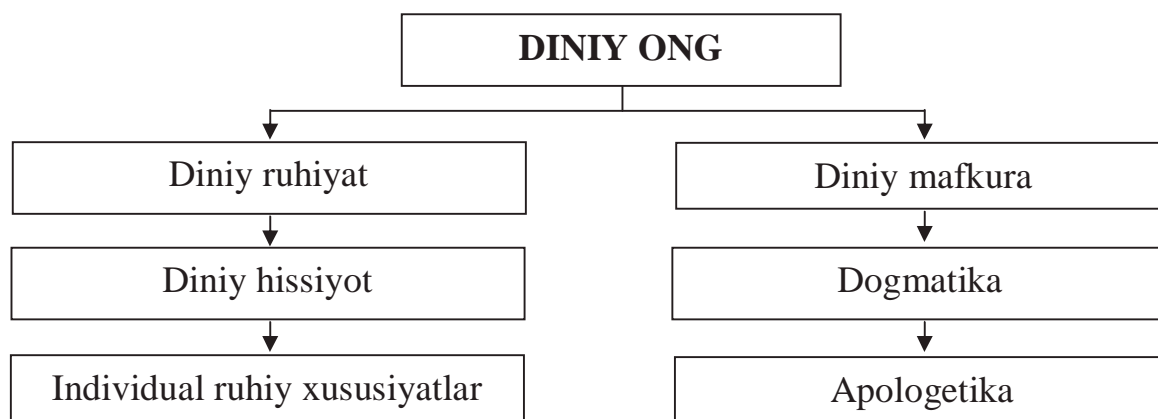 DINIY ONG
Diniy ruhiyat
Diniy mafkura
Diniy hissiyot
Dogmatika
Individual ruhiy xususiyatlar
Apologetika